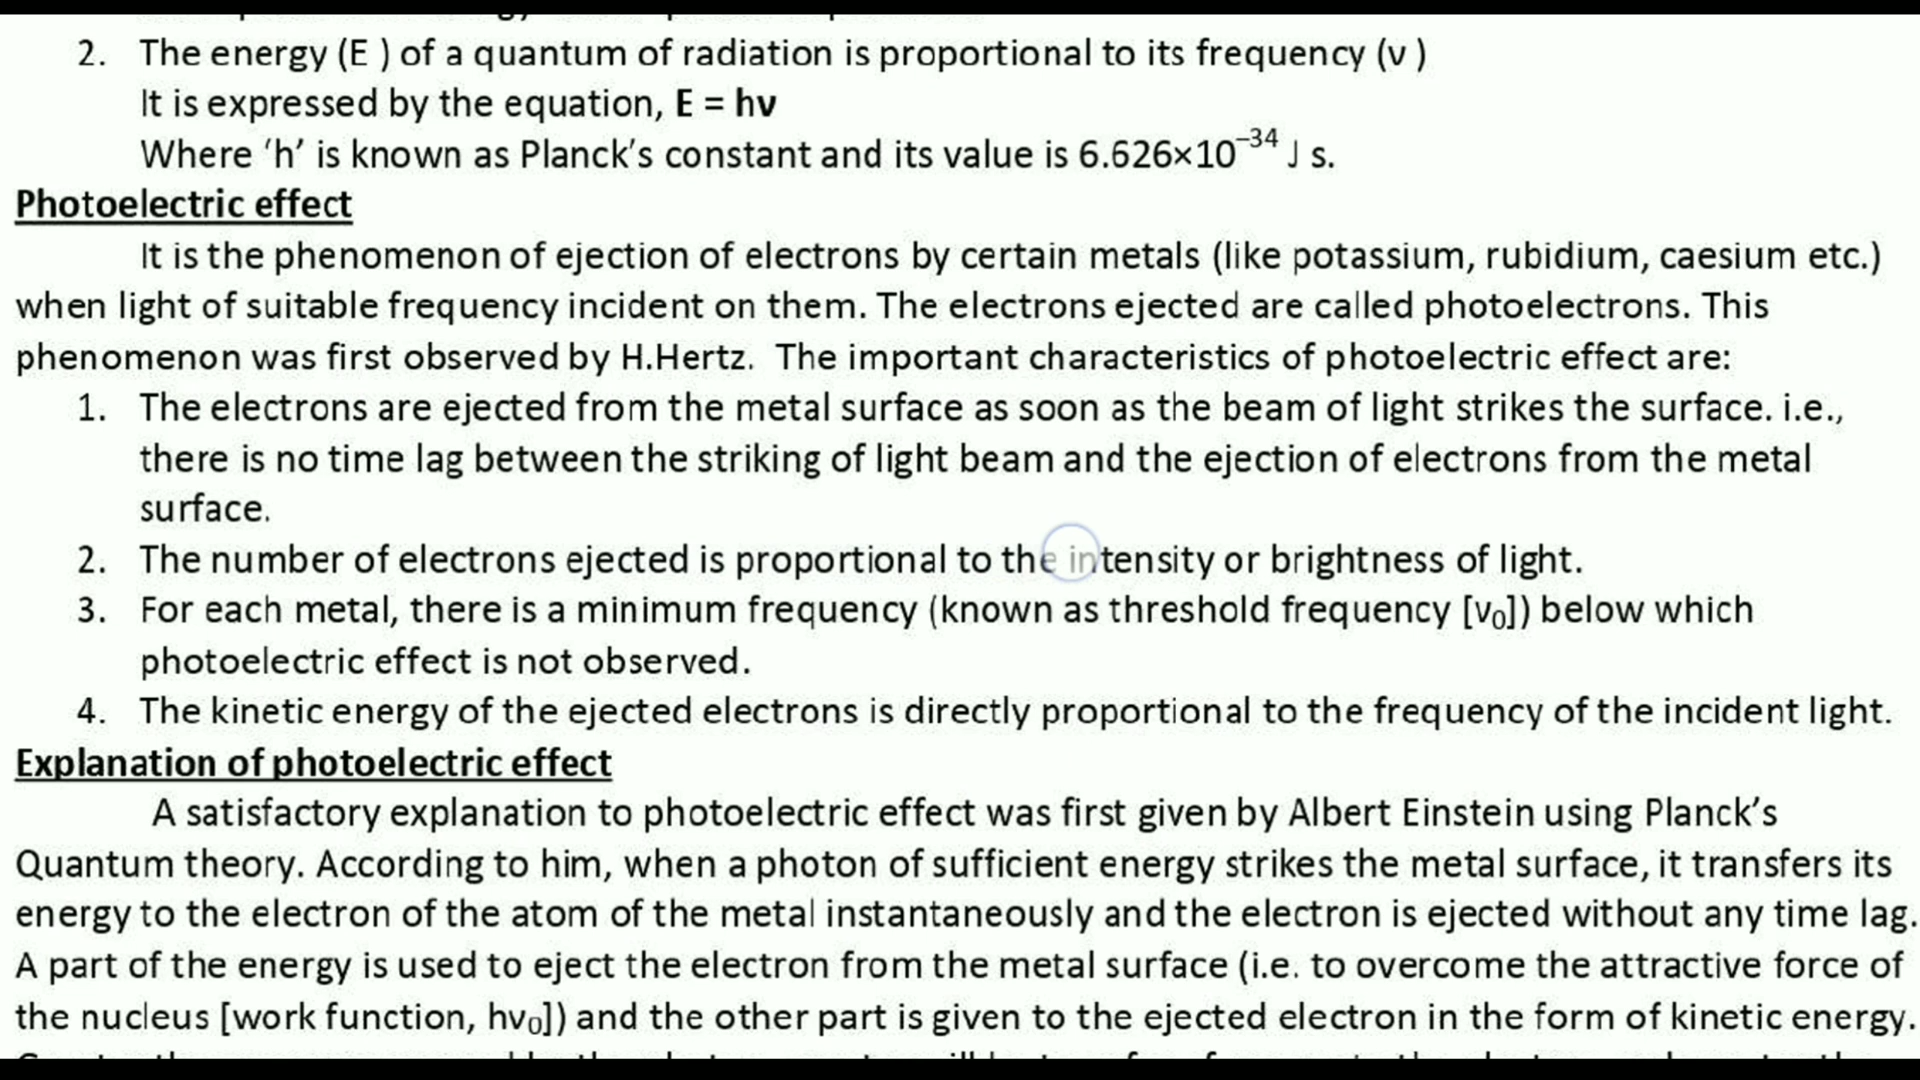 2. The energy (E ) of a quantum of radiation is proportional to its frequency (ν )
It is expressed by the equation, E = hν
Where ‘h’ is known as Planck’s constant and its value is 6.626×10⁻³⁴ J s.
Photoelectric effect
It is the phenomenon of ejection of electrons by certain metals (like potassium, rubidium, caesium etc.)
when light of suitable frequency incident on them. The electrons ejected are called photoelectrons. This
phenomenon was first observed by H.Hertz. The important characteristics of photoelectric effect are:
1. The electrons are ejected from the metal surface as soon as the beam of light strikes the surface. i.e.,
there is no time lag between the striking of light beam and the ejection of electrons from the metal
surface.
2. The number of electrons ejected is proportional to the intensity or brightness of light.
3. For each metal, there is a minimum frequency (known as threshold frequency [ν₀]) below which
photoelectric effect is not observed.
4. The kinetic energy of the ejected electrons is directly proportional to the frequency of the incident light.
Explanation of photoelectric effect
A satisfactory explanation to photoelectric effect was first given by Albert Einstein using Planck’s
Quantum theory. According to him, when a photon of sufficient energy strikes the metal surface, it transfers its
energy to the electron of the atom of the metal instantaneously and the electron is ejected without any time lag.
A part of the energy is used to eject the electron from the metal surface (i.e. to overcome the attractive force of
the nucleus [work function, hν₀]) and the other part is given to the ejected electron in the form of kinetic energy.